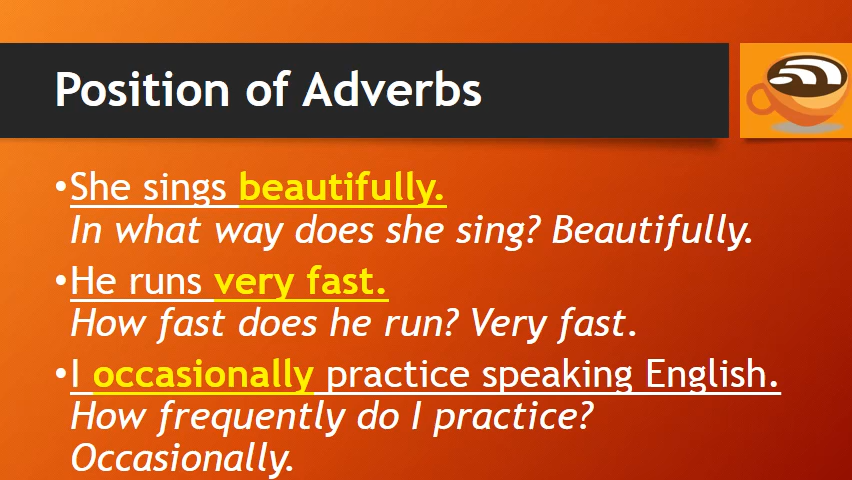 Position of Adverbs
•She sings beautifully.
In what way does she sing? Beautifully.
•He runs very fast.
How fast does he run? Very fast.
•I occasionally practice speaking English.
How frequently do I practice?
Occasionally.